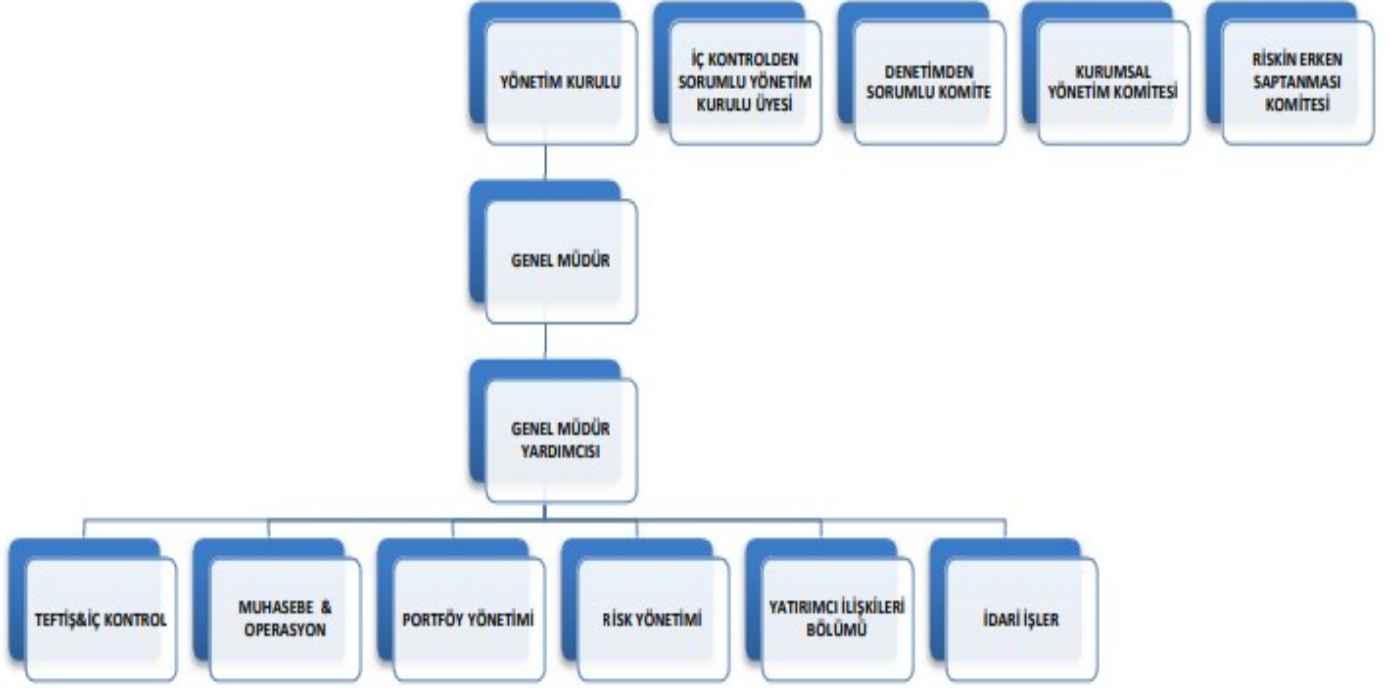 YÖNETİM KURULU
İÇ KONTROLDEN
SORUMLU YÖNETİM
KURULU ÜYESİ
DENETİMDEN
SORUMLU KOMİTE
KURUMSAL
YÖNETİM KOMİTESİ
RİSKİN ERKEN
SAPTANMASI
KOMİTESİ
GENEL MÜDÜR
GENEL MÜDÜR
YARDIMCISI
TEFTİŞ&İÇ KONTROL
MUHASEBE &
OPERASYON
PORTFÖY YÖNETİMİ
RİSK YÖNETİMİ
YATIRIMCI İLİŞKİLERİ
BÖLÜMÜ
İDARİ İŞLER